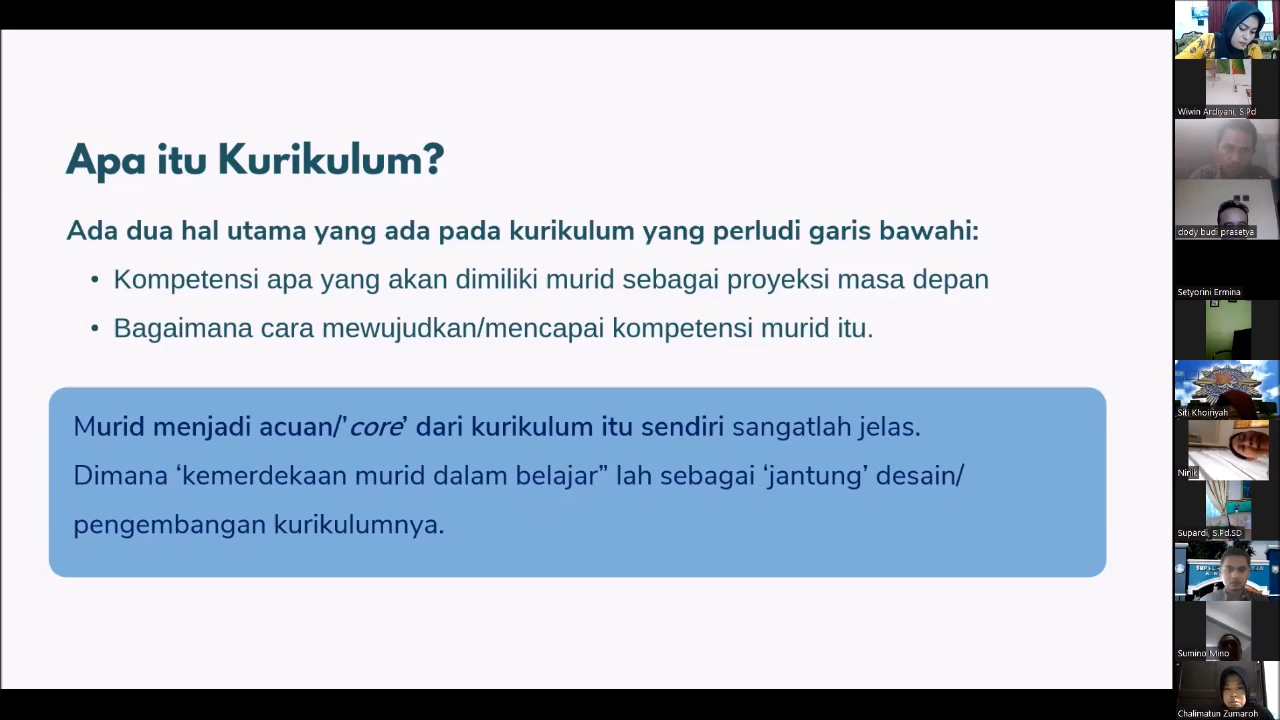 Apa itu Kurikulum?
Ada dua hal utama yang ada pada kurikulum yang perludi garis bawahi:
• Kompetensi apa yang akan dimiliki murid sebagai proyeksi masa depan
• Bagaimana cara mewujudkan/mencapai kompetensi murid itu.
Murid menjadi acuan/’core’ dari kurikulum itu sendiri sangatlah jelas.
Dimana ‘kemerdekaan murid dalam belajar” lah sebagai ‘jantung’ desain/
pengembangan kurikulumnya.
Wiwin Ardiyani, S.Pd
dody budi prasetya
Setyorini Ermina
Siti Khoiriyah
Ninik
Supardi, S.Pd.SD
Sumino Mino
Chalimatun Zumaroh